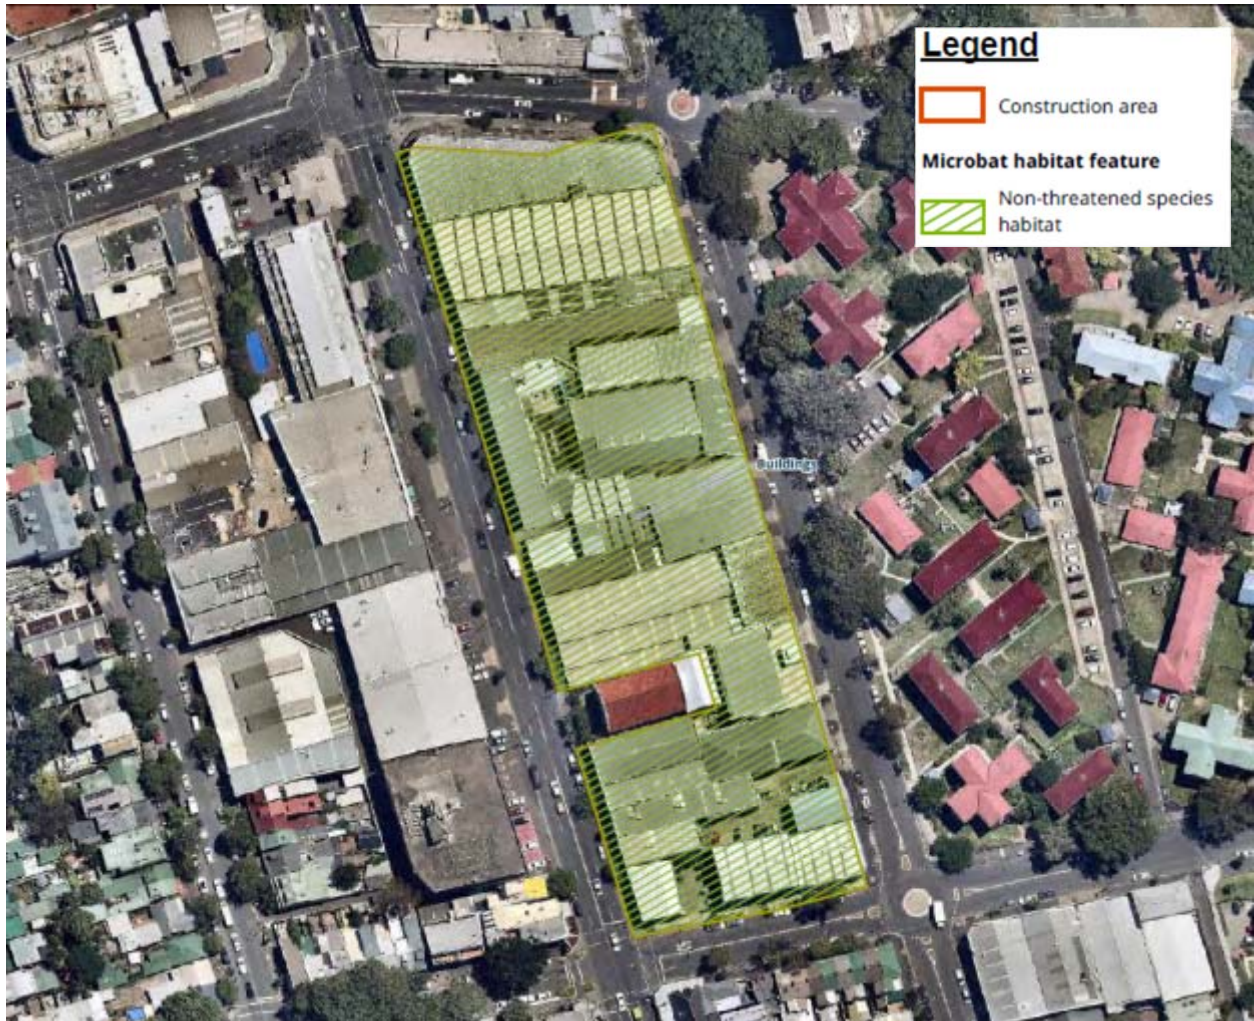 Legend
Construction area
Microbat habitat feature
Non-threatened species
habitat
Buildings